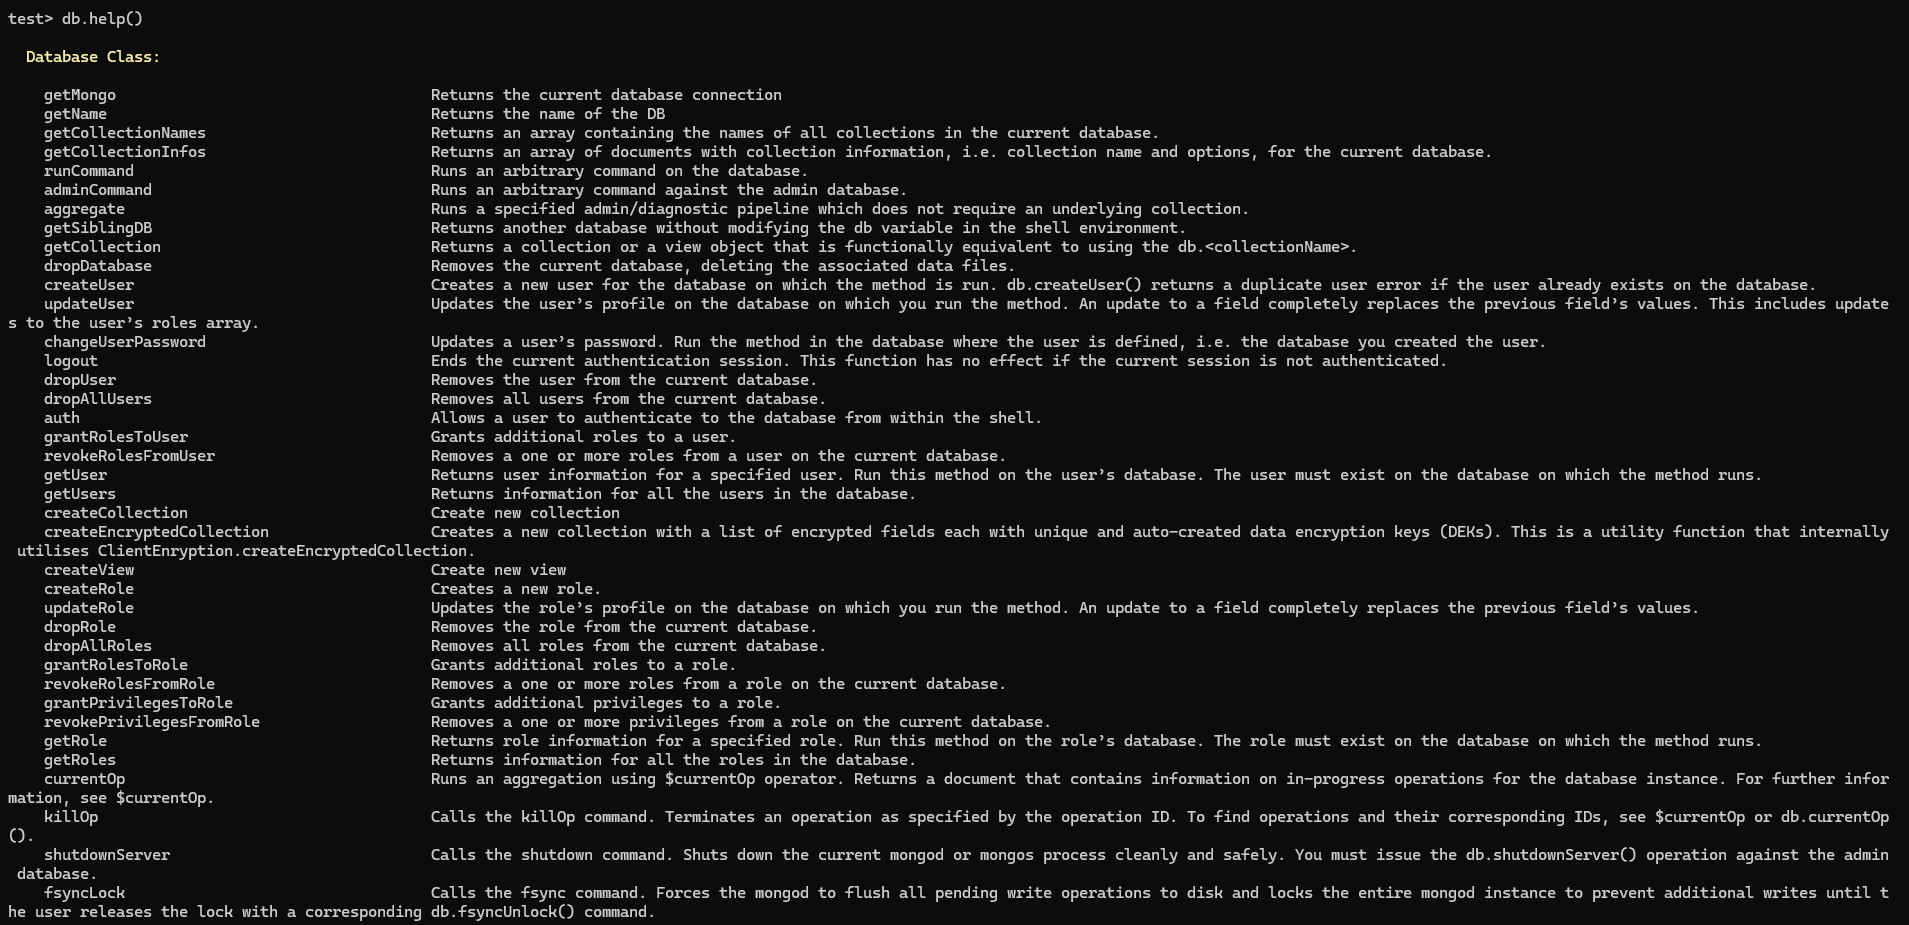 test> db.help()
Database Class:
getMongo Returns the current database connection
getName Returns the name of the DB
getCollectionNames Returns an array containing the names of all collections in the current database.
getCollectionInfos Returns an array of documents with collection information, i.e. collection name and options, for the current database.
runCommand Runs an arbitrary command on the database.
adminCommand Runs an arbitrary command against the admin database.
aggregate Runs a specified admin/diagnostic pipeline which does not require an underlying collection.
getSiblingDB Returns another database without modifying the db variable in the shell environment.
getCollection Returns a collection or a view object that is functionally equivalent to using the db.<collectionName>.
dropDatabase Removes the current database, deleting the associated data files.
createUser Creates a new user for the database on which the method is run. db.createUser() returns a duplicate user error if the user already exists on the database.
updateUser Updates the user's profile on the database on which you run the method. An update to a field completely replaces the previous field's values. This includes update
s to the user's roles array.
changeUserPassword Updates a user's password. Run the method in the database where the user is defined, i.e. the database you created the user.
logout Ends the current authentication session. This function has no effect if the current session is not authenticated.
dropUser Removes the user from the current database.
dropAllUsers Removes all users from the current database.
auth Allows a user to authenticate to the database from within the shell.
grantRolesToUser Grants additional roles to a user.
revokeRolesFromUser Removes a one or more roles from a user on the current database.
getUser Returns user information for a specified user. Run this method on the user's database. The user must exist on the database on which the method runs.
getUsers Returns information for all the users in the database.
createCollection Create new collection
createEncryptedCollection Creates a new collection with a list of encrypted fields each with unique and auto-created data encryption keys (DEKs). This is a utility function that internally
utilises ClientEnryption.createEncryptedCollection.
createView Create new view
createRole Creates a new role.
updateRole Updates the role's profile on the database on which you run the method. An update to a field completely replaces the previous field's values.
dropRole Removes the role from the current database.
dropAllRoles Removes all roles from the current database.
grantRolesToRole Grants additional roles to a role.
revokeRolesFromRole Removes a one or more roles from a role on the current database.
grantPrivilegesToRole Grants additional privileges to a role.
revokePrivilegesFromRole Removes a one or more privileges from a role on the current database.
getRole Returns role information for a specified role. Run this method on the role's database. The role must exist on the database on which the method runs.
getRoles Returns information for all the roles in the database.
currentOp Runs an aggregation using $currentOp operator. Returns a document that contains information on in-progress operations for the database instance. For further infor
mation, see $currentOp.
killOp Calls the killOp command. Terminates an operation as specified by the operation ID. To find operations and their corresponding IDs, see $currentOp or db.currentOp
().
shutdownServer Calls the shutdown command. Shuts down the current mongod or mongos process cleanly and safely. You must issue the db.shutdownServer() operation against the admin
database.
fsyncLock Calls the fsync command. Forces the mongod to flush all pending write operations to disk and locks the entire mongod instance to prevent additional writes until t
he user releases the lock with a corresponding db.fsyncUnlock() command.